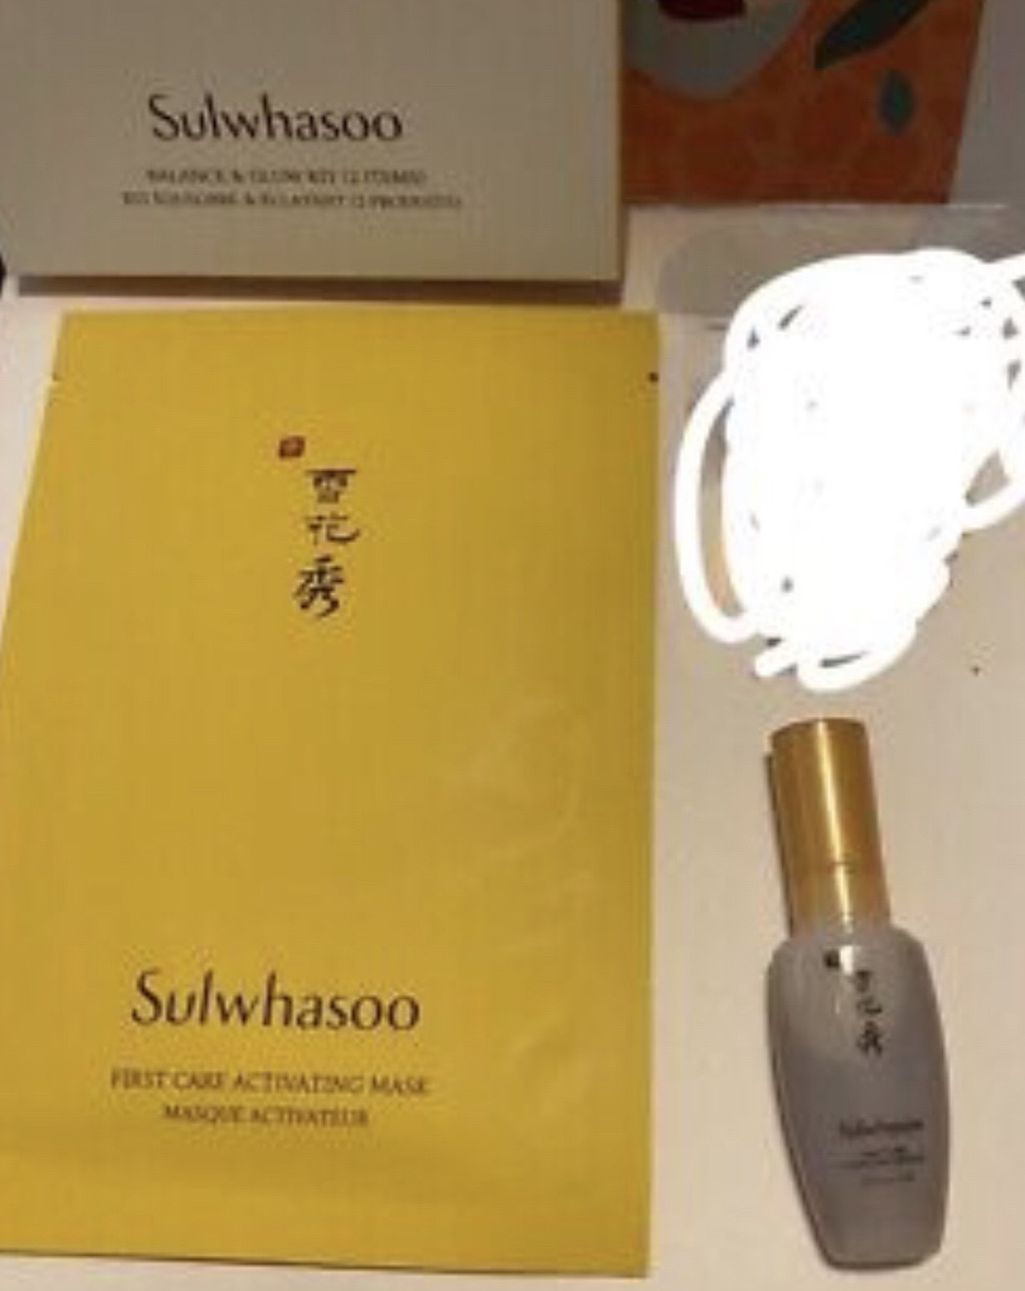 Sulwhasoo
BALANCE & GLOW KIT (2 ITEMS)
雪
花
秀
Sulwhasoo
FIRST CARE ACTIVATING MASK
MASQUE ACTIVATEUR
雪
花
秀
Sulwhasoo